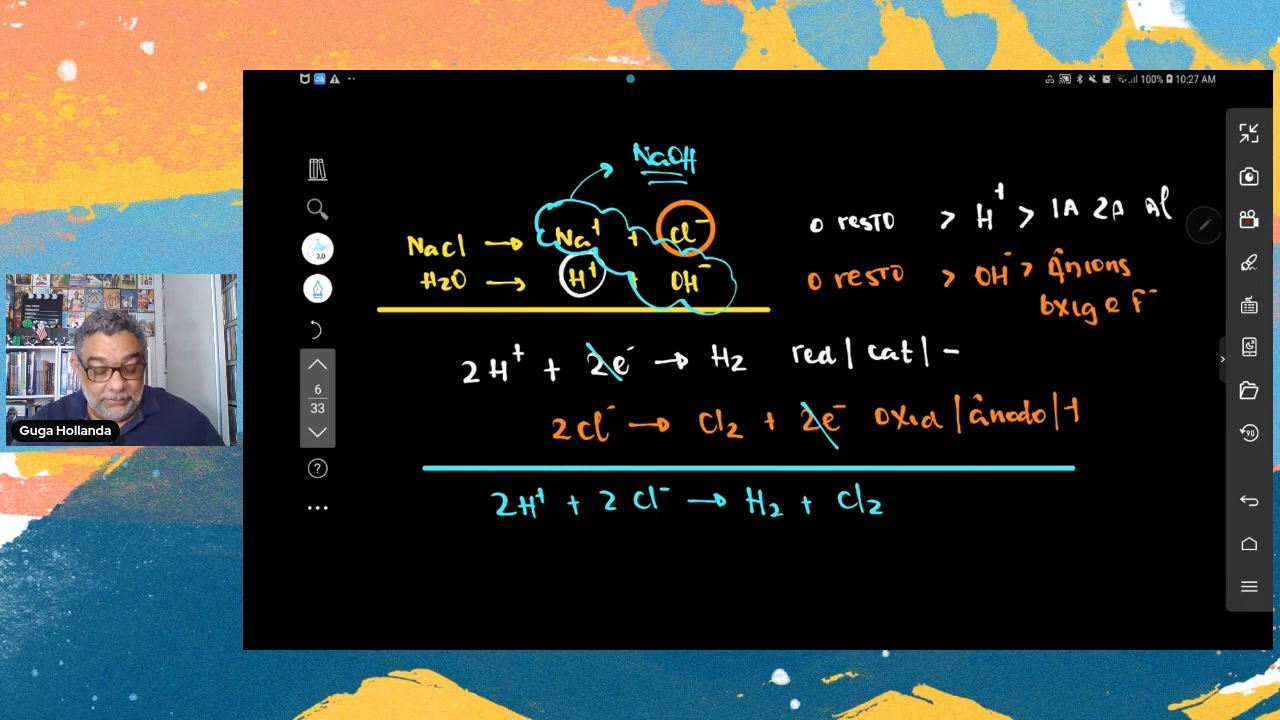 100% 10:27 AM
NaOH
NaCl → Na⁺ + Cl⁻
H2O → H⁺ + OH⁻
o resto > H⁺ > 1A 2A Al
o resto > OH⁻ > ânions
oxig e F⁻
2H⁺ + 2e⁻ → H2 red | cat | −
2Cl⁻ → Cl2 + 2e⁻ oxid | ânodo | +
2H⁺ + 2Cl⁻ → H2 + Cl2
6
33
Guga Hollanda